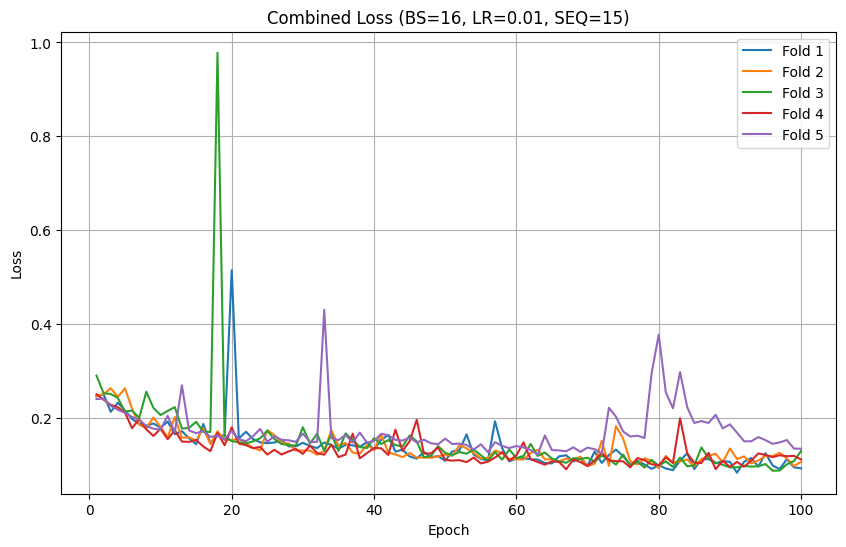 Combined Loss (BS=16, LR=0.01, SEQ=15)
1.0
0.8
0.6
0.4
0.2
Loss
Fold 1
Fold 2
Fold 3
Fold 4
Fold 5
0
20
40
60
80
100
Epoch